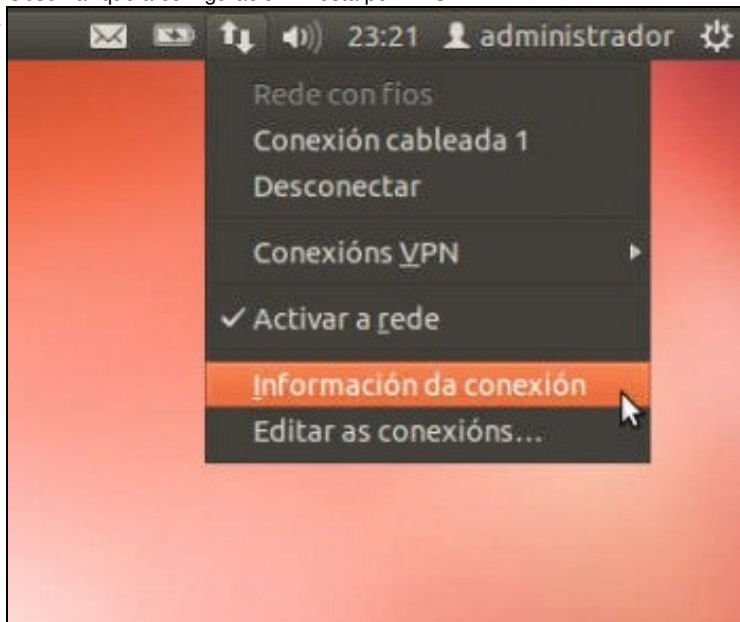 23:21 administrador
Rede con fios
Conexión cableada 1
Desconectar
Conexións VPN
Activar a rede
Información da conexión
Editar as conexións...